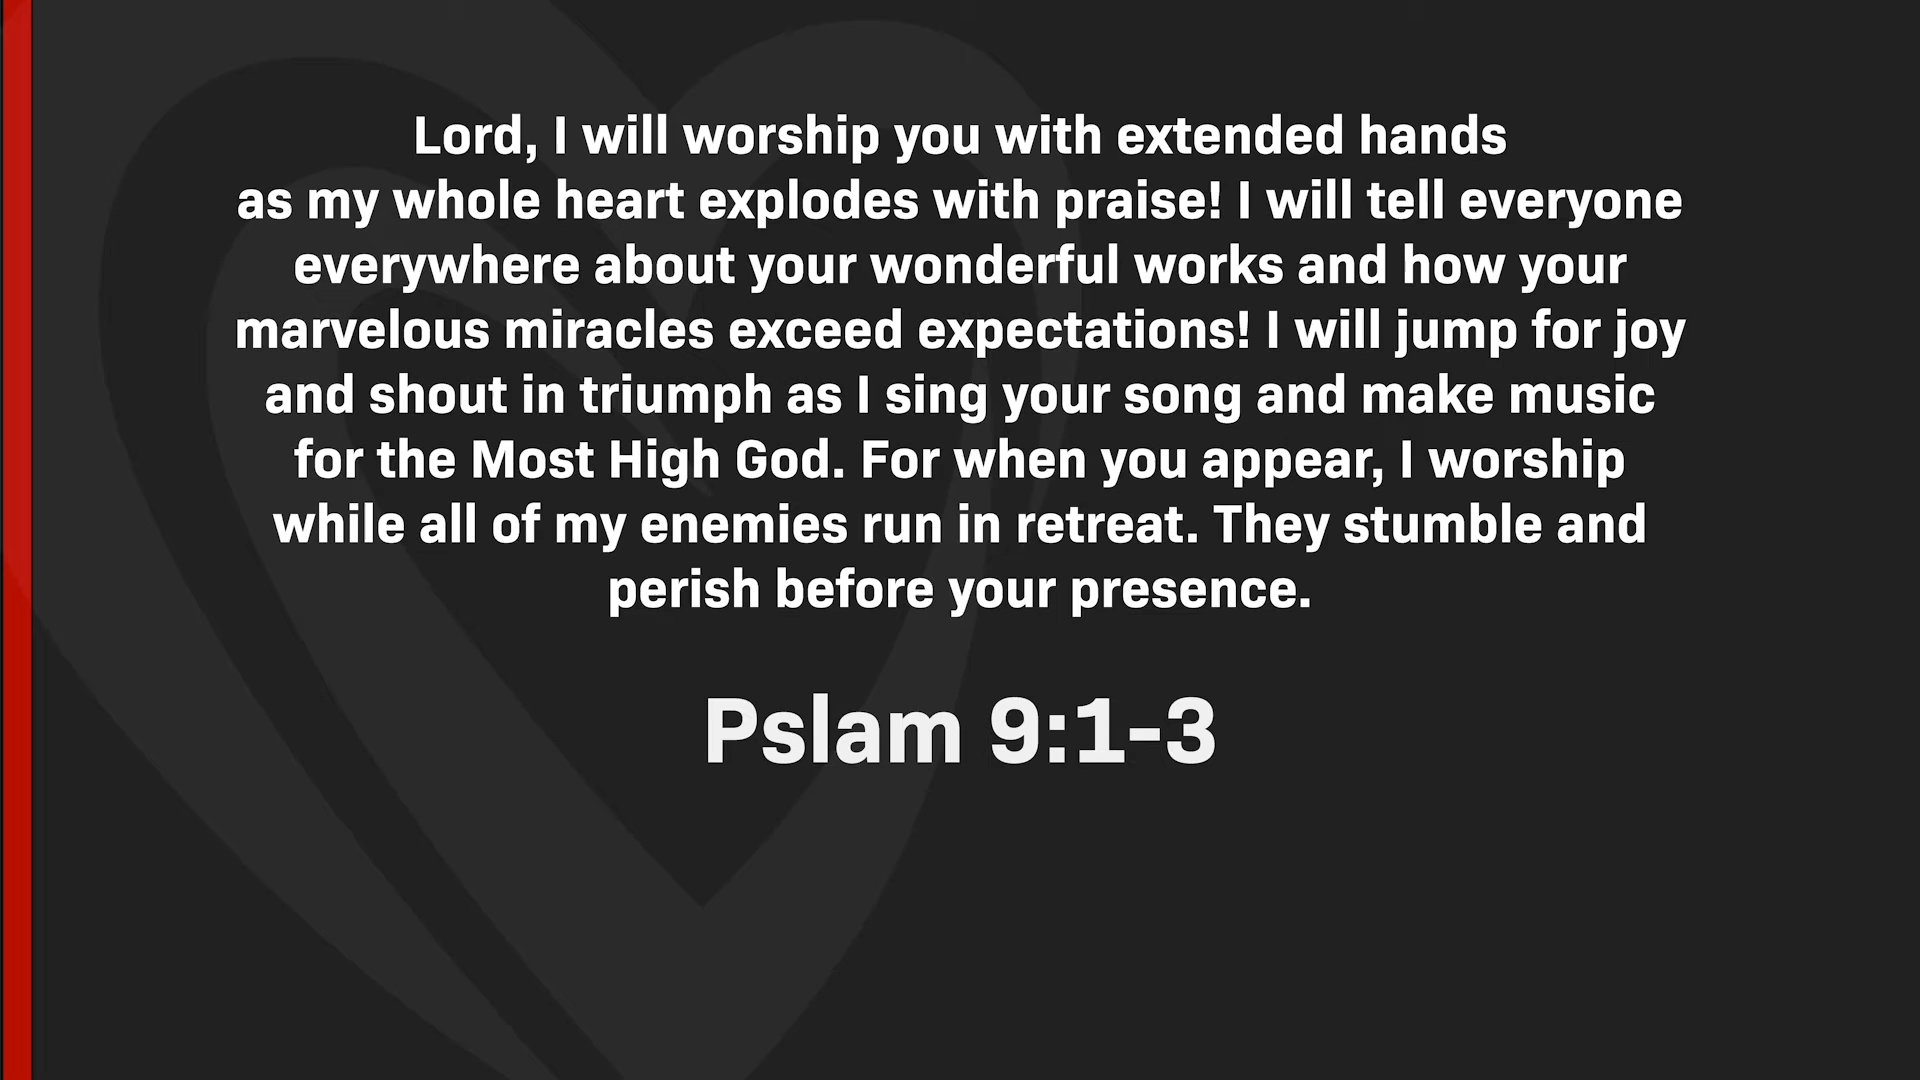 Lord, I will worship you with extended hands
as my whole heart explodes with praise! I will tell everyone
everywhere about your wonderful works and how your
marvelous miracles exceed expectations! I will jump for joy
and shout in triumph as I sing your song and make music
for the Most High God. For when you appear, I worship
while all of my enemies run in retreat. They stumble and
perish before your presence.
Pslam 9:1-3